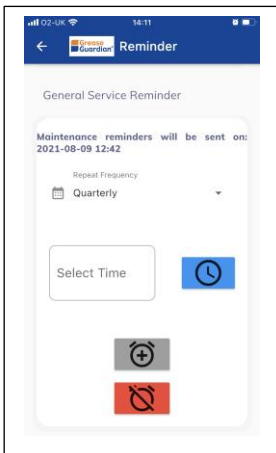 O2-UK 14:11
Grease
Guardian Reminder
General Service Reminder
Maintenance reminders will be sent on:
2021-08-09 12:42
Repeat Frequency
Quarterly
Select Time